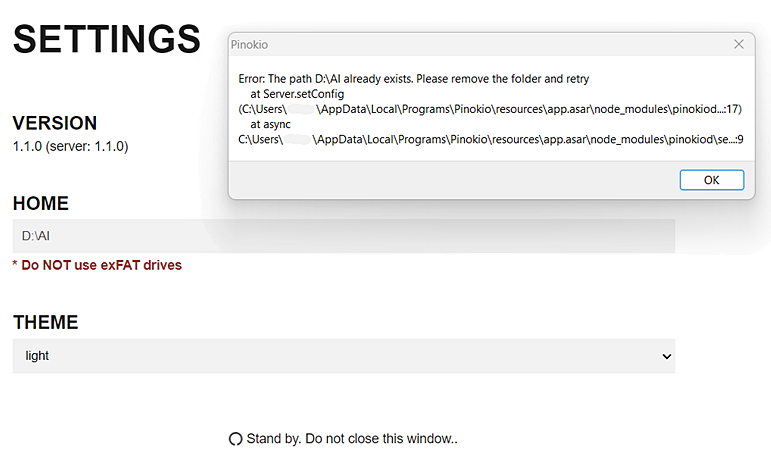 SETTINGS
Pinokio
Error: The path D:\AI already exists. Please remove the folder and retry
at Server.setConfig
(C:\Users\ \AppData\Local\Programs\Pinokio\resources\app.asar\node_modules\pinokiod...:17)
at async
C:\Users\ \AppData\Local\Programs\Pinokio\resources\app.asar\node_modules\pinokiod\se...:9
OK
VERSION
1.1.0 (server: 1.1.0)
HOME
D:\AI
* Do NOT use exFAT drives
THEME
light
Stand by. Do not close this window..